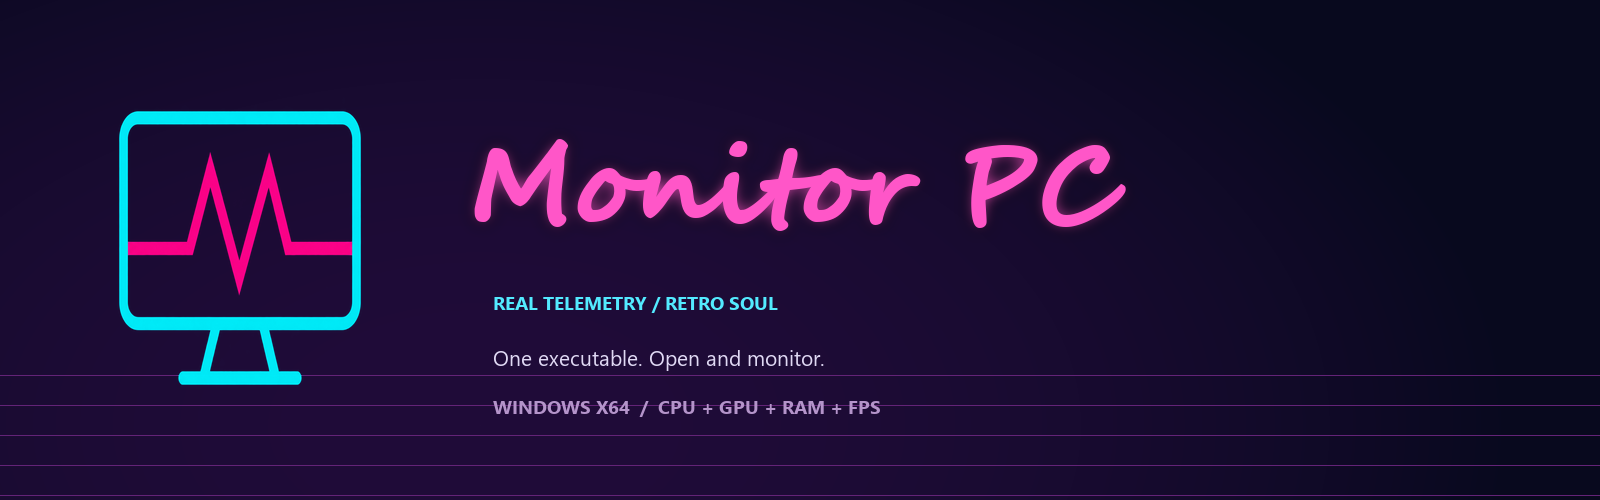 Monitor PC
REAL TELEMETRY / RETRO SOUL
One executable. Open and monitor.
WINDOWS X64 / CPU + GPU + RAM + FPS